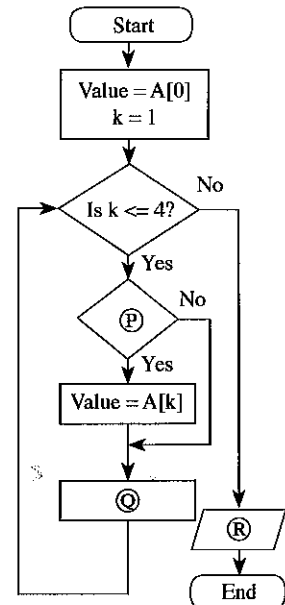 Start
Value = A[0]
k = 1
Is k <= 4?
No
Yes
Ⓟ
No
Yes
Value = A[k]
Ⓠ
Ⓡ
End